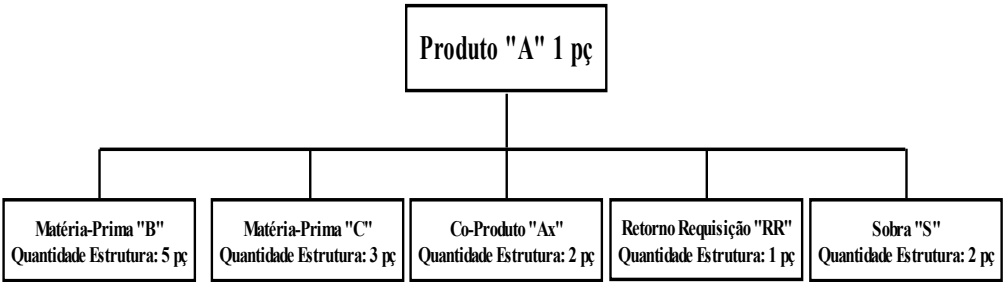 Produto "A" 1 pç
Matéria-Prima "B"
Quantidade Estrutura: 5 pç
Matéria-Prima "C"
Quantidade Estrutura: 3 pç
Co-Produto "Ax"
Quantidade Estrutura: 2 pç
Retorno Requisição "RR"
Quantidade Estrutura: 1 pç
Sobra "S"
Quantidade Estrutura: 2 pç